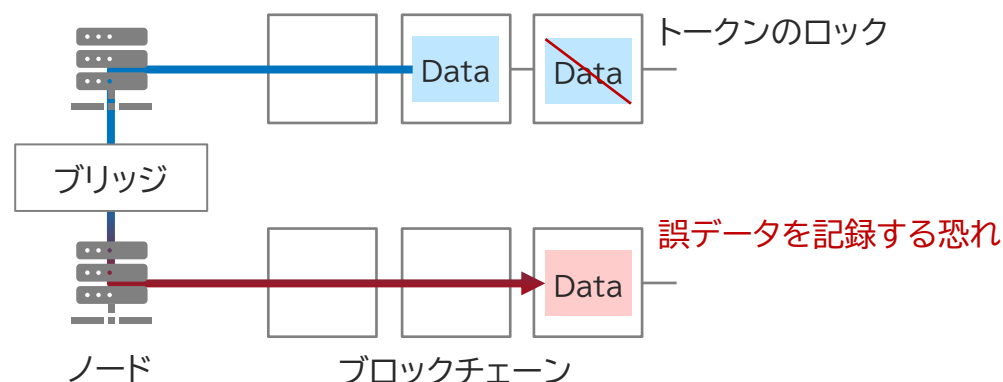 トークンのロック
Data
Data
ブリッジ
誤データを記録する恐れ
Data
ノード
ブロックチェーン